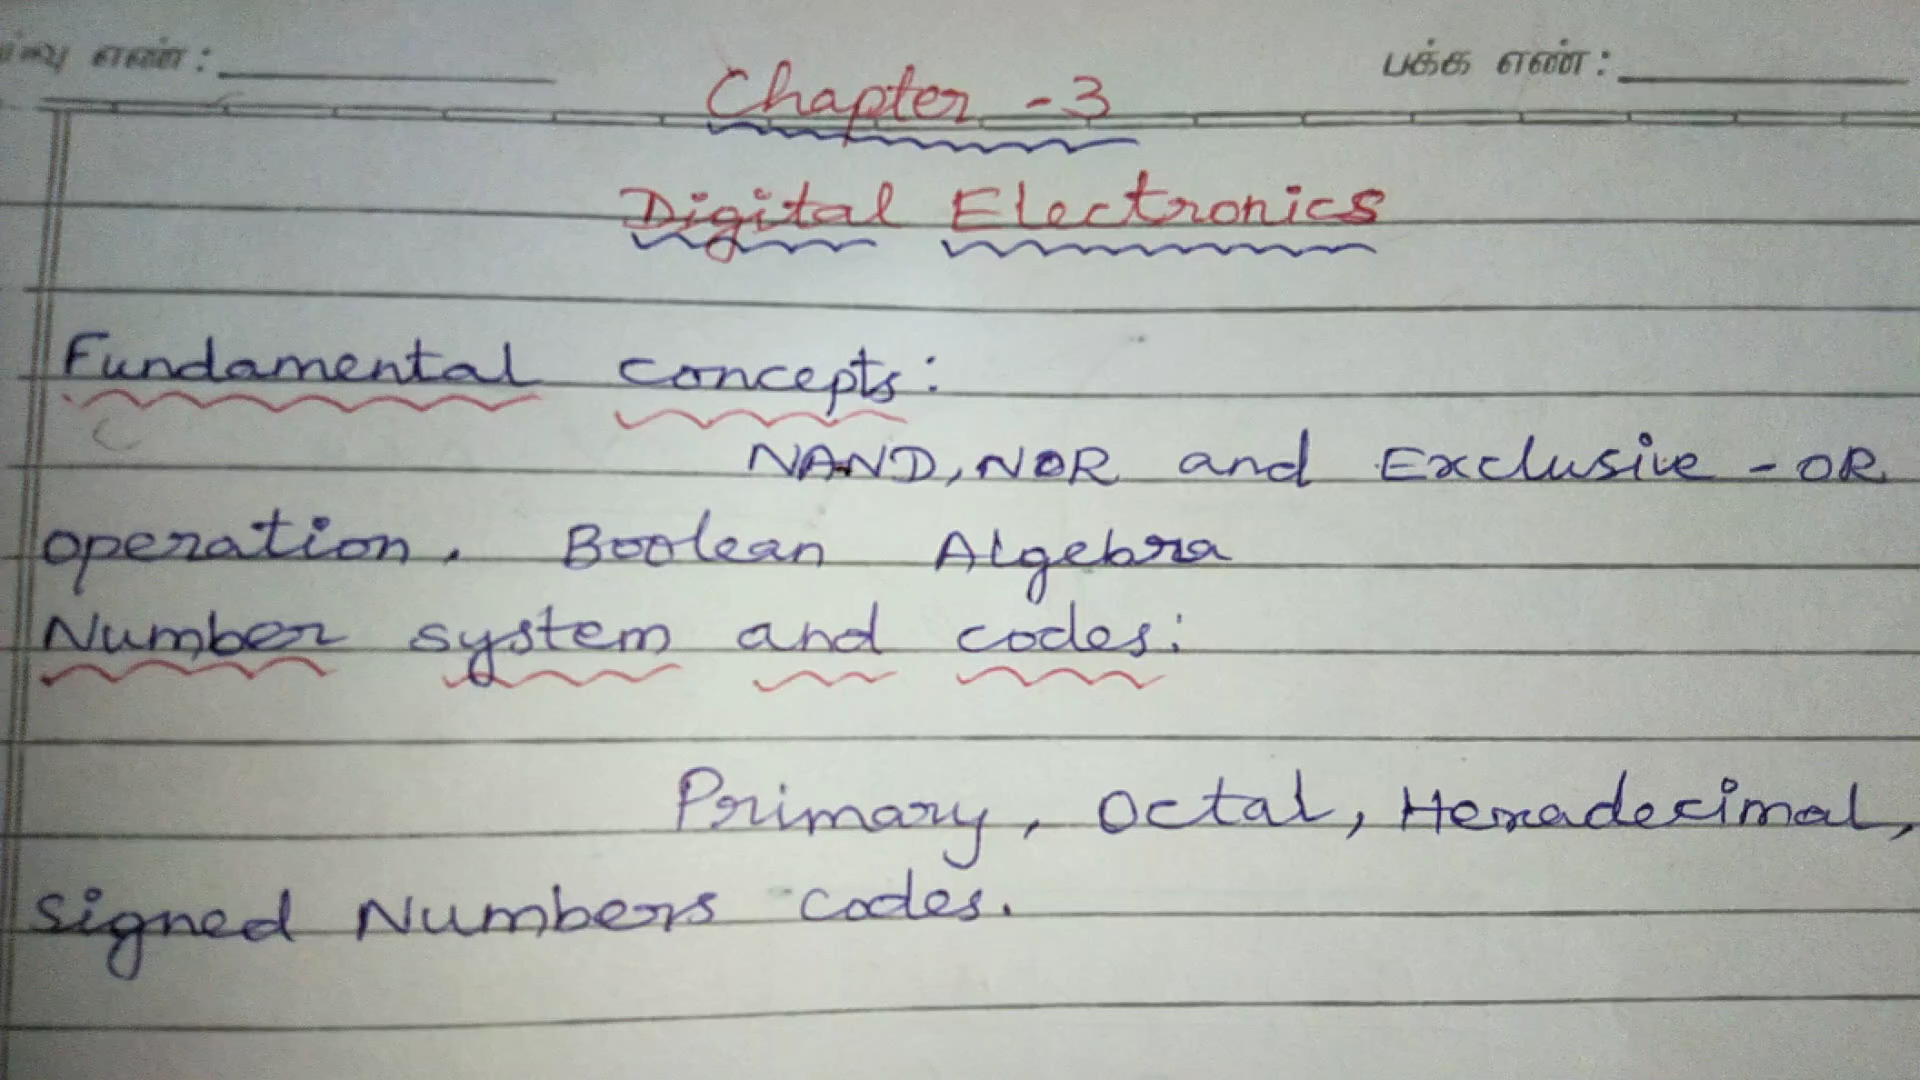 எண்: பக்க எண்:
Chapter - 3
Digital Electronics
Fundamental concepts:
NAND, NOR and Exclusive - OR
operation. Boolean Algebra
Number system and codes:
Primary, Octal, Hexadecimal,
signed Numbers codes.